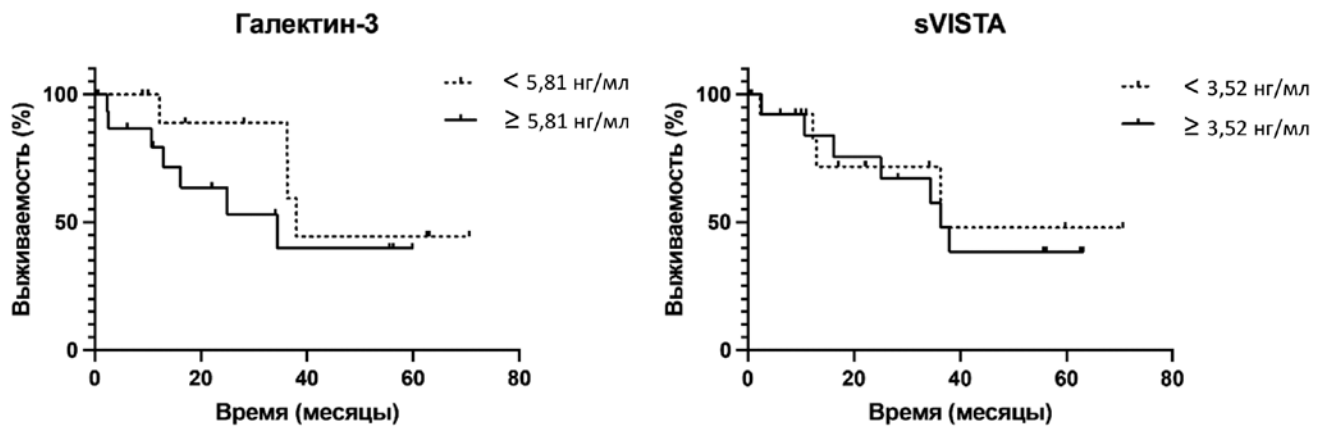 Галектин-3
< 5,81 нг/мл
≥ 5,81 нг/мл
Выживаемость (%)
100
50
0
0 20 40 60 80
Время (месяцы)
sVISTA
< 3,52 нг/мл
≥ 3,52 нг/мл
Выживаемость (%)
100
50
0
0 20 40 60 80
Время (месяцы)